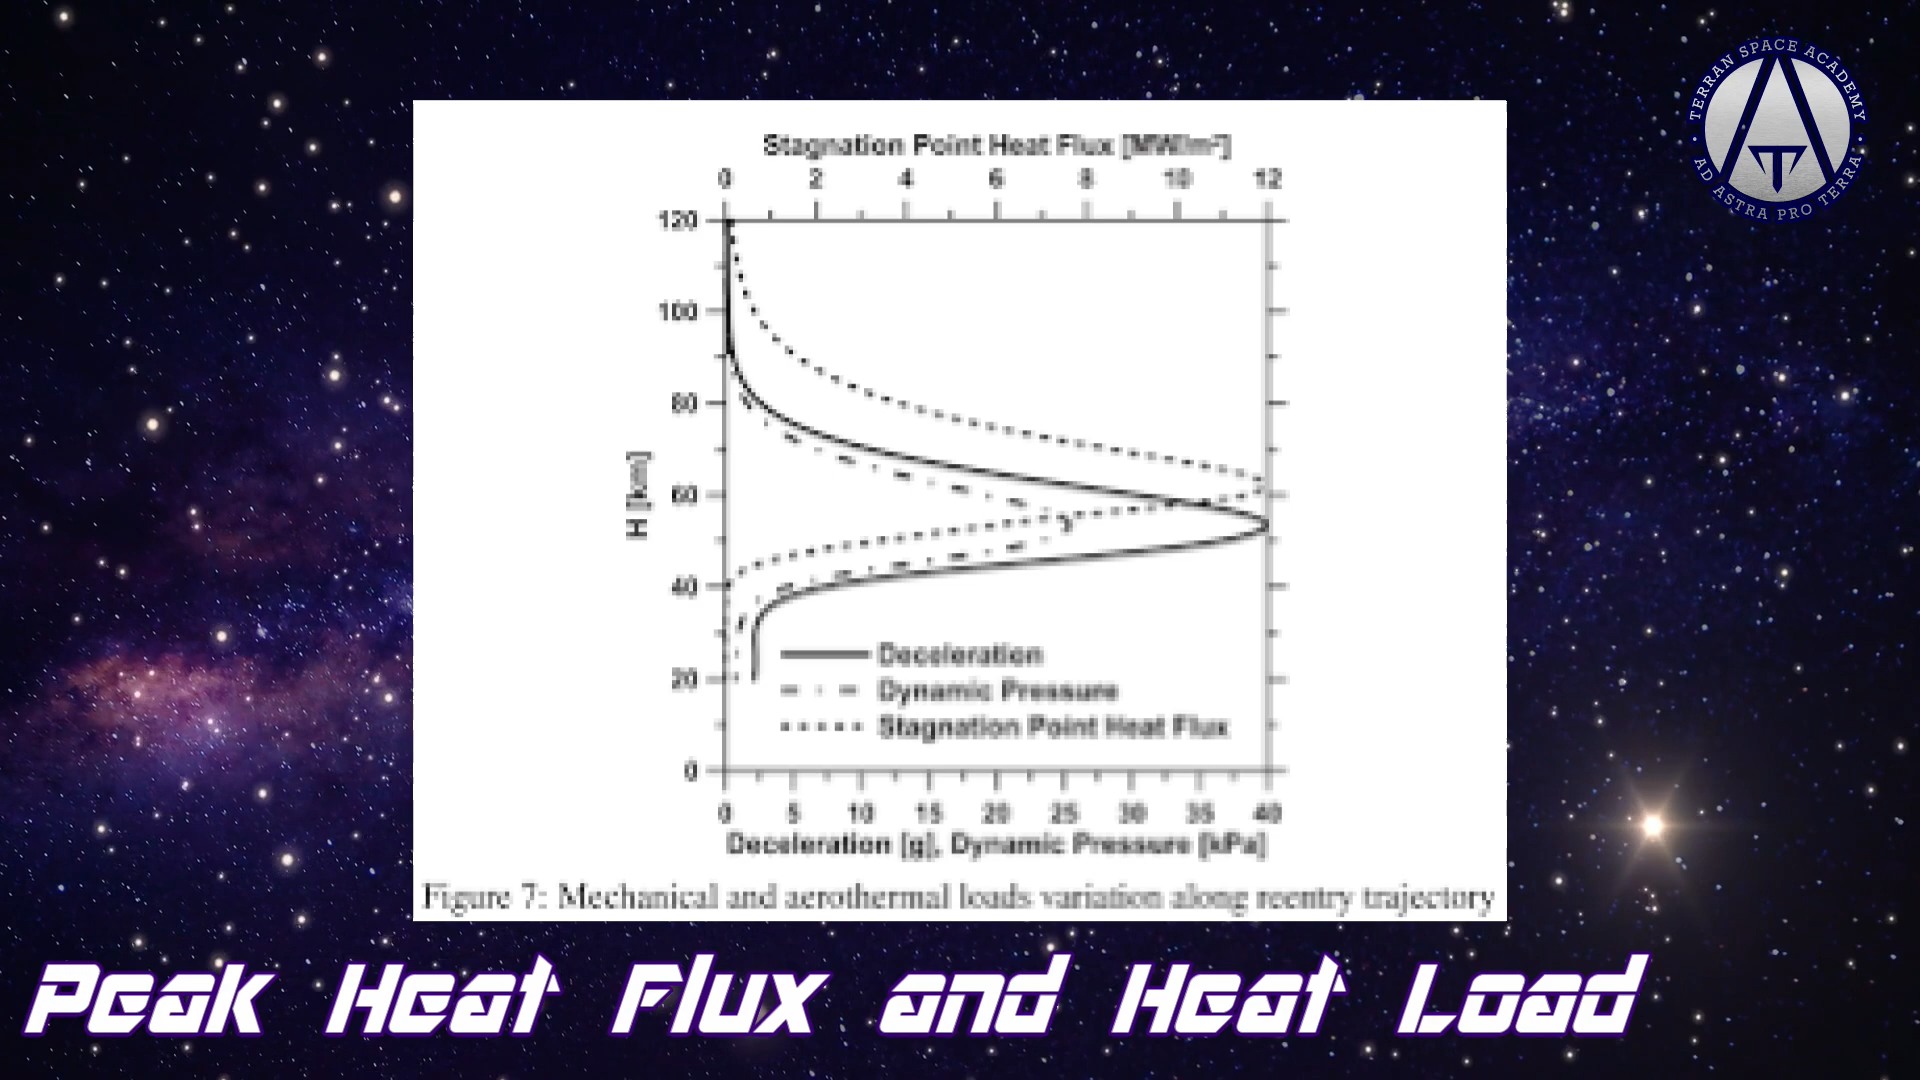 TERRAN SPACE ACADEMY
AD ASTRA PRO TERRA
Stagnation Point Heat Flux [MW/m²]
0 2 4 6 8 10 12
120
100
80
60
40
20
0
H [km]
Deceleration
Dynamic Pressure
Stagnation Point Heat Flux
0 5 10 15 20 25 30 35 40
Deceleration [g], Dynamic Pressure [kPa]
Figure 7: Mechanical and aerothermal loads variation along reentry trajectory
Peak Heat Flux and Heat Load